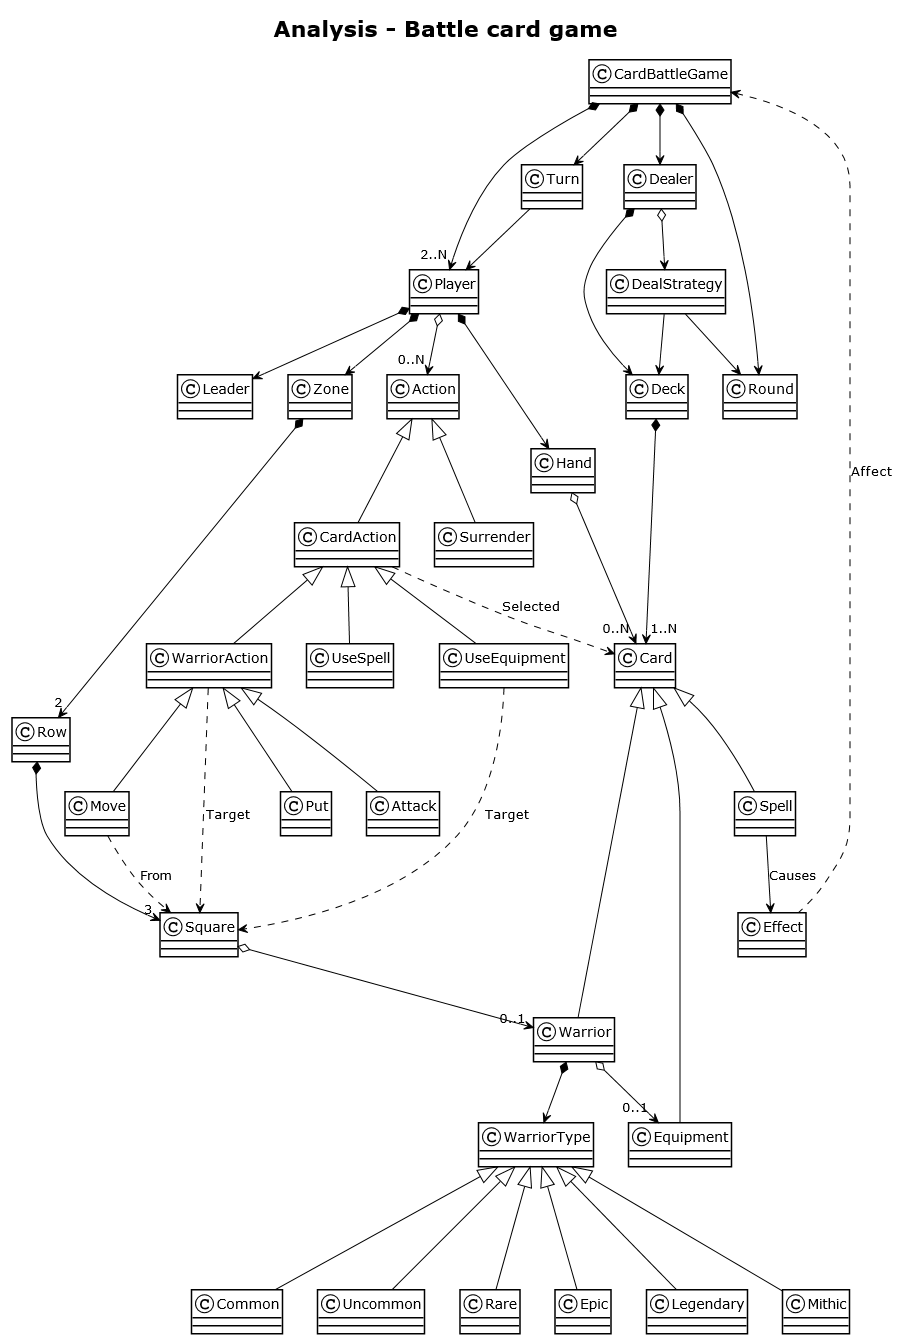 Analysis - Battle card game
C CardBattleGame
C Turn
C Dealer
2..N
C Player
C DealStrategy
0..N
C Leader
C Zone
C Action
C Deck
C Round
C Hand
Affect
C CardAction
C Surrender
Selected
0..N
1..N
C WarriorAction
C UseSpell
C UseEquipment
C Card
2
C Row
C Move
C Put
C Attack
C Spell
Target
Target
From
Causes
3
C Square
C Effect
0..1
C Warrior
0..1
C WarriorType
C Equipment
C Common
C Uncommon
C Rare
C Epic
C Legendary
C Mithic